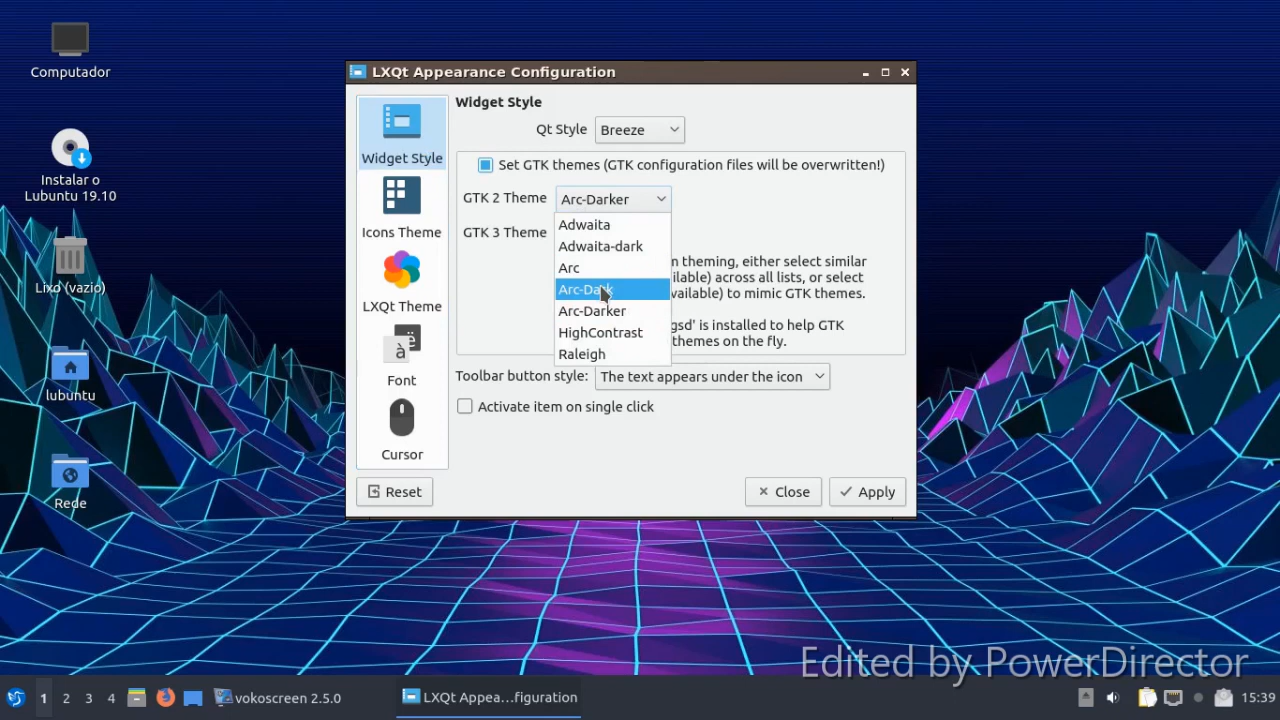 Computador
Instalar o
Lubuntu 19.10
Lixo (vazio)
lubuntu
Rede
LXQt Appearance Configuration
Widget Style
Icons Theme
LXQt Theme
Font
Cursor
Widget Style
Qt Style
Breeze
Set GTK themes (GTK configuration files will be overwritten!)
GTK 2 Theme
Arc-Darker
GTK 3 Theme
Adwaita
Adwaita-dark
Arc
Arc-Dark
Arc-Darker
HighContrast
Raleigh
n theming, either select similar
ilable) across all lists, or select
vailable) to mimic GTK themes.
gsd' is installed to help GTK
themes on the fly.
Toolbar button style:
The text appears under the icon
Activate item on single click
Reset
Close
Apply
Edited by PowerDirector
1
2
3
4
vokoscreen 2.5.0
LXQt Appea...figuration
15:39